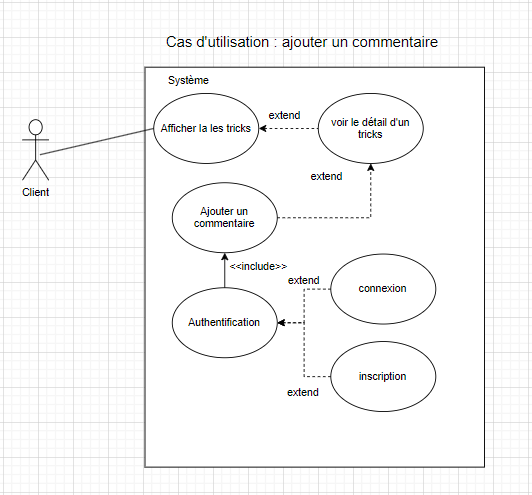 Cas d'utilisation : ajouter un commentaire
Système
Afficher la les tricks
extend
voir le détail d'un
tricks
Client
extend
Ajouter un
commentaire
<<include>>
extend
connexion
Authentification
inscription
extend